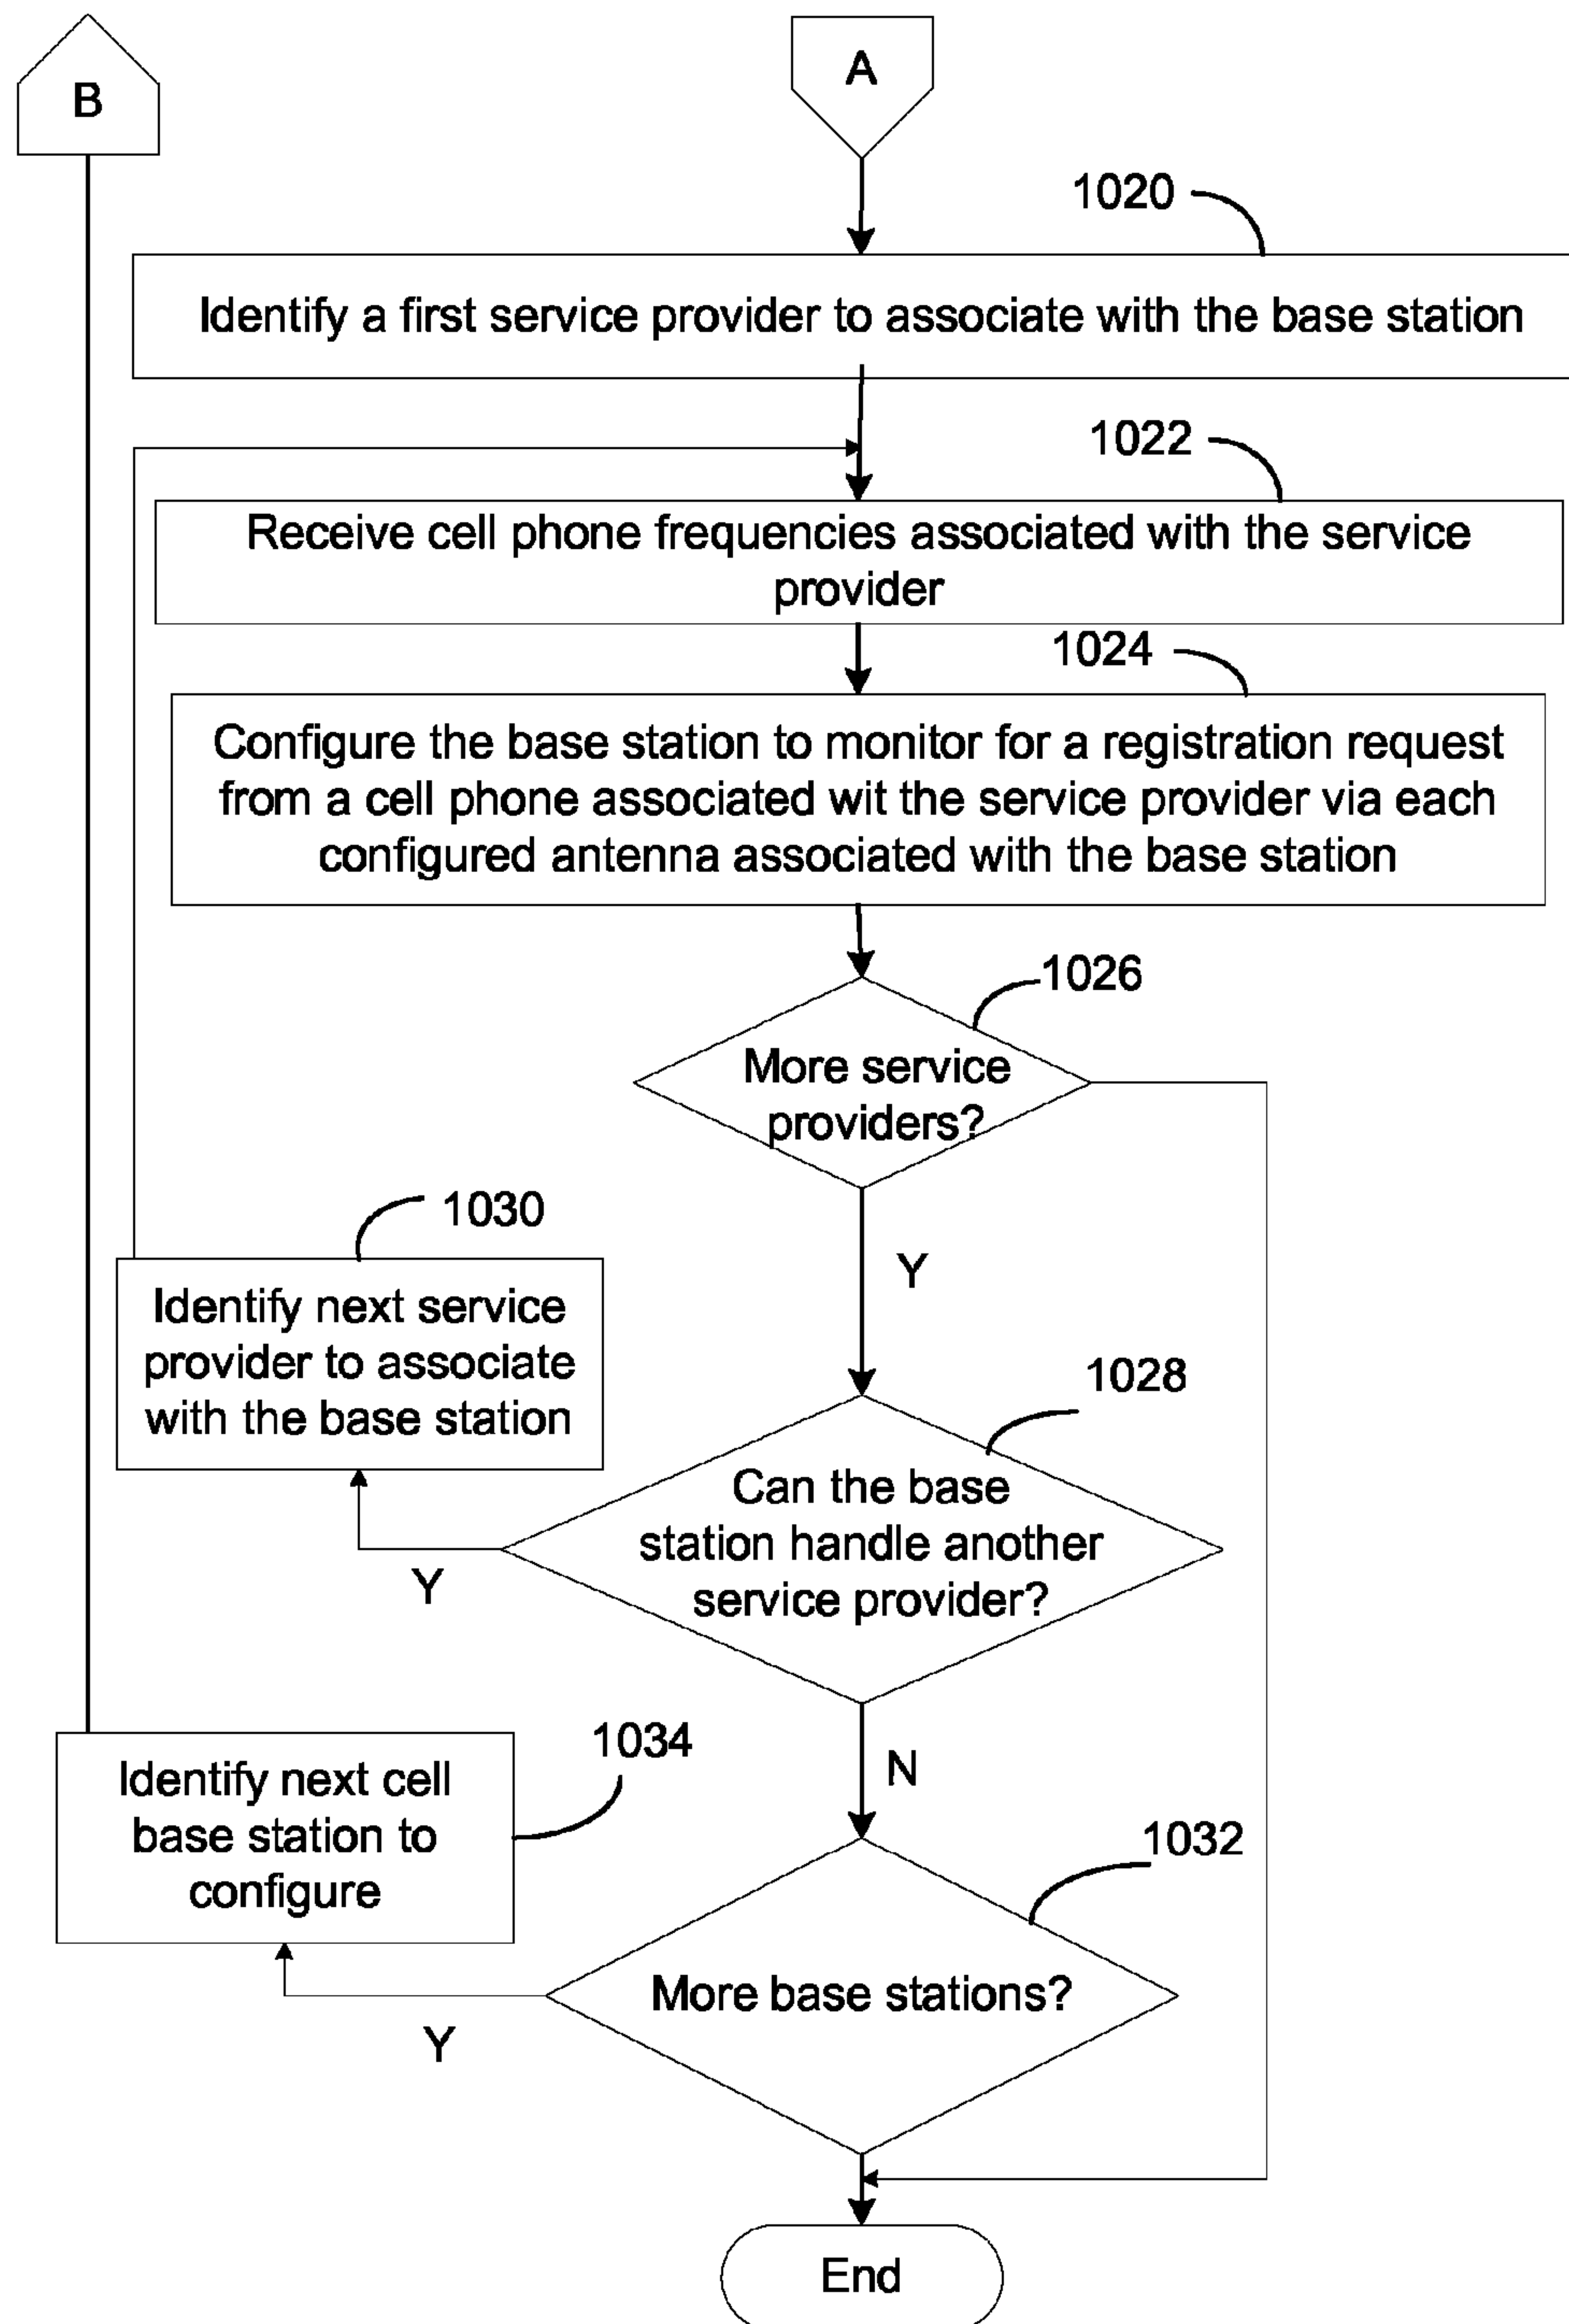 B
A
1020
Identify a first service provider to associate with the base station
1022
Receive cell phone frequencies associated with the service
provider
1024
Configure the base station to monitor for a registration request
from a cell phone associated wit the service provider via each
configured antenna associated with the base station
1026
More service
providers?
1030
Y
Identify next service
provider to associate
with the base station
1028
Can the base
station handle another
service provider?
Y
1034
N
Identify next cell
base station to
configure
1032
More base stations?
Y
End